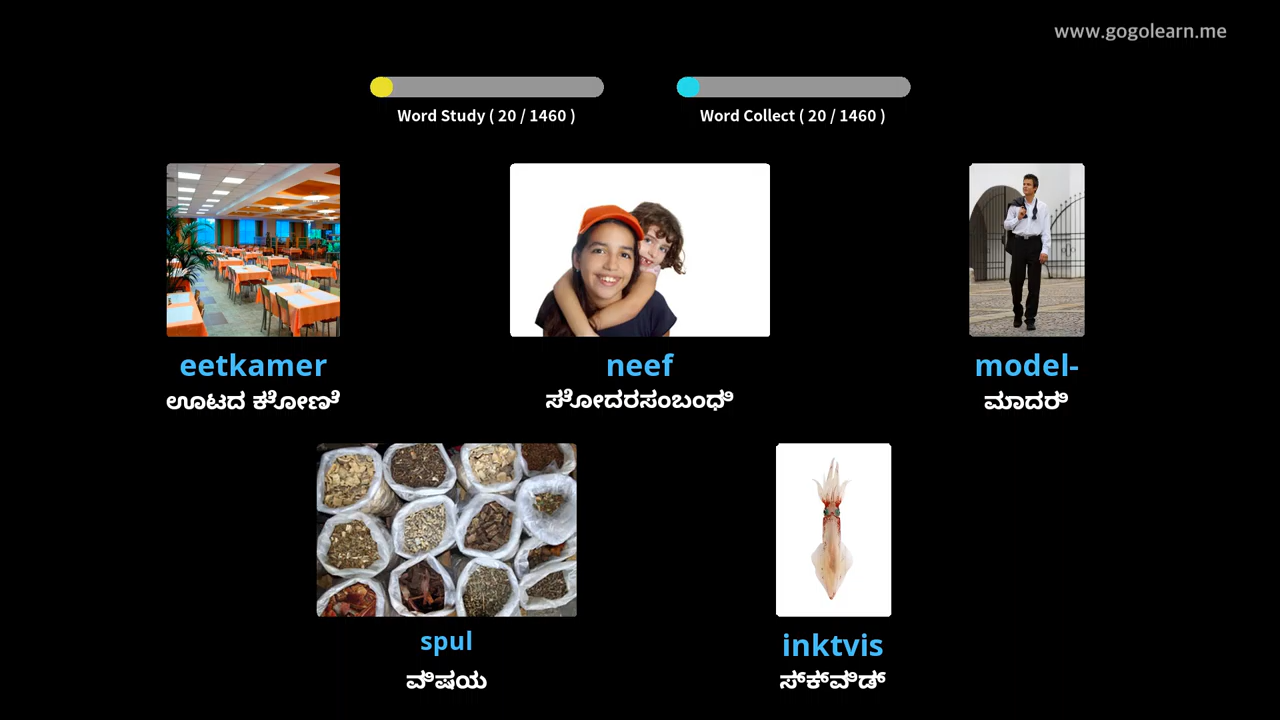 www.gogolearn.me
Word Study ( 20 / 1460 )
Word Collect ( 20 / 1460 )
eetkamer
ಊಟದ ಕೋಣೆ
neef
ಸೋದರಸಂಬಂಧಿ
model-
ಮಾದರಿ
spul
ವಿಷಯ
inktvis
ಸ್ಕ್ವಿಡ್